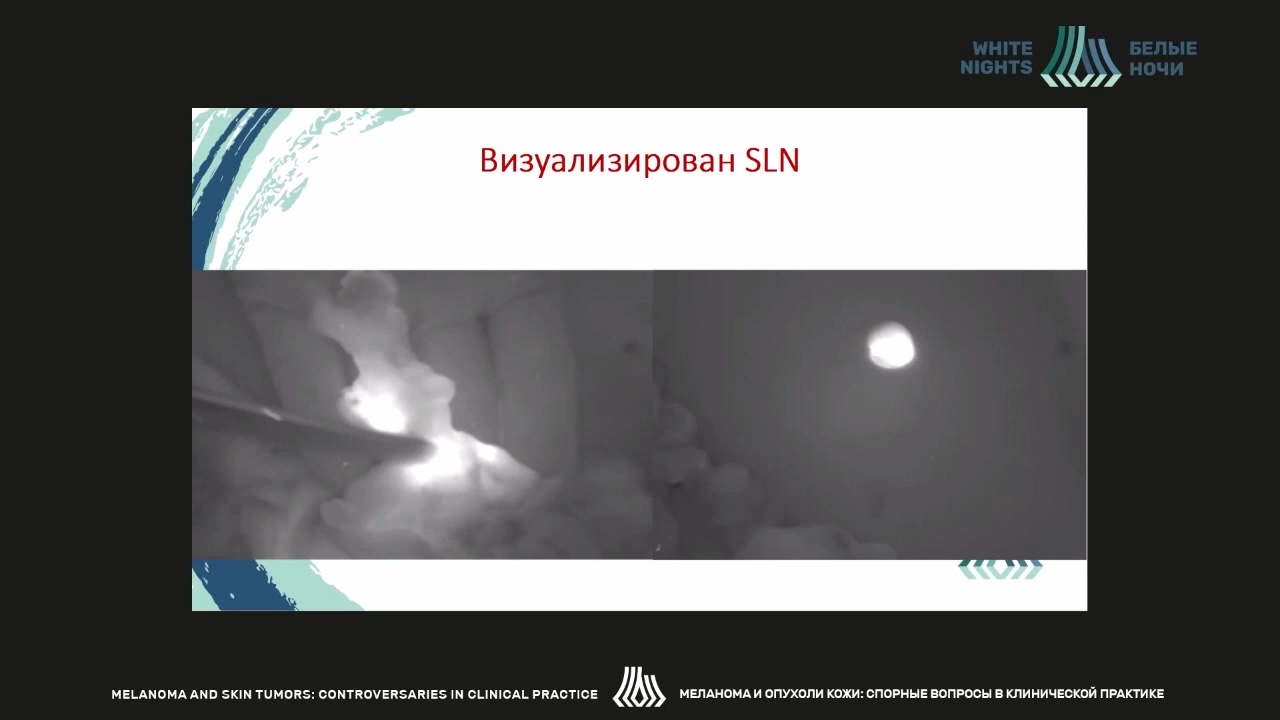 WHITE
NIGHTS
БЕЛЫЕ
НОЧИ
Визуализирован SLN
MELANOMA AND SKIN TUMORS: CONTROVERSARIES IN CLINICAL PRACTICE
МЕЛАНОМА И ОПУХОЛИ КОЖИ: СПОРНЫЕ ВОПРОСЫ В КЛИНИЧЕСКОЙ ПРАКТИКЕ